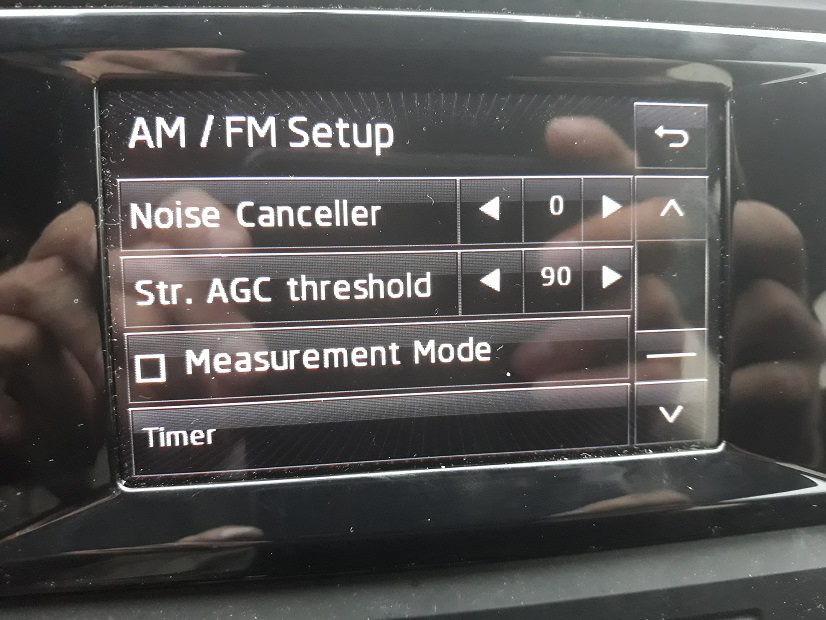 AM / FM Setup
Noise Canceller 0
Str. AGC threshold 90
Measurement Mode
Timer